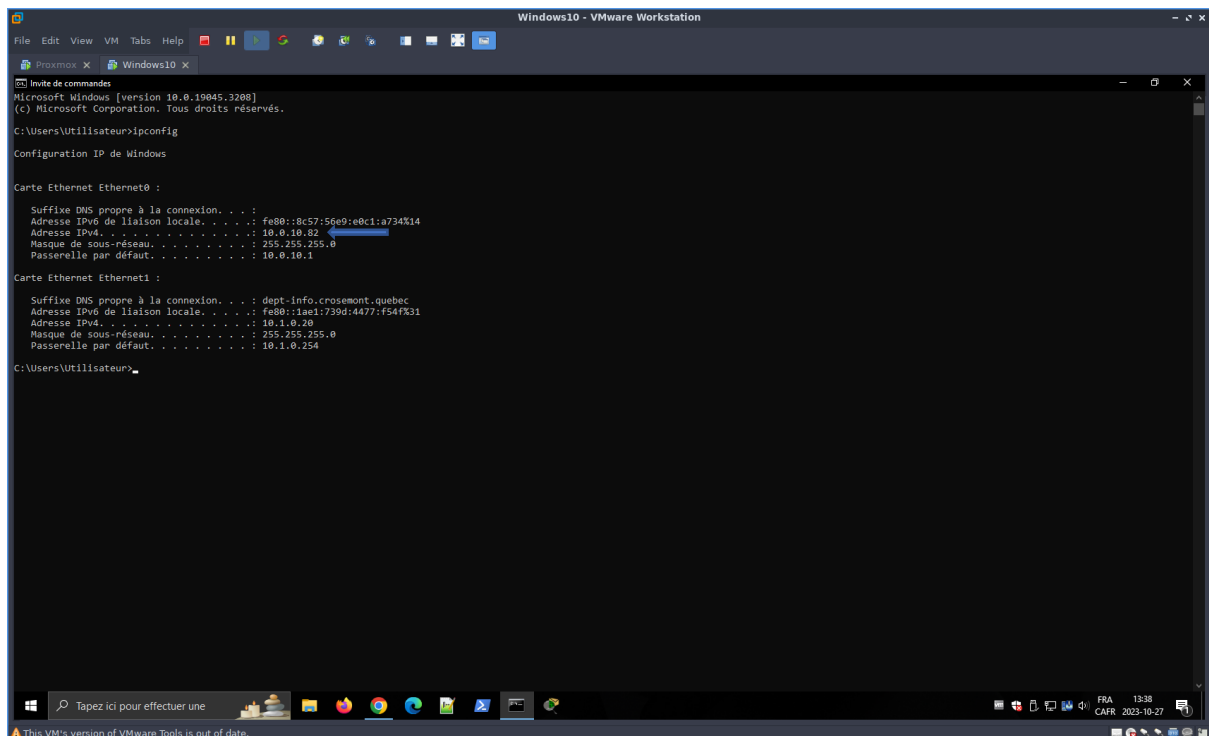 Windows10 - VMware Workstation
File Edit View VM Tabs Help
Proxmox Windows10
Invite de commandes
Microsoft Windows [version 10.0.19045.3208]
(c) Microsoft Corporation. Tous droits réservés.
C:\Users\Utilisateur>ipconfig
Configuration IP de Windows
Carte Ethernet Ethernet0 :
Suffixe DNS propre à la connexion. . . :
Adresse IPv6 de liaison locale. . . . .: fe80::8c57:56e9:e0c1:a734%14
Adresse IPv4. . . . . . . . . . . . . .: 10.0.10.82
Masque de sous-réseau. . . . . . . . . : 255.255.255.0
Passerelle par défaut. . . . . . . . . : 10.0.10.1
Carte Ethernet Ethernet1 :
Suffixe DNS propre à la connexion. . . : dept-info.crosemont.quebec
Adresse IPv6 de liaison locale. . . . .: fe80::1ae1:739d:4477:f54f%31
Adresse IPv4. . . . . . . . . . . . . .: 10.1.0.20
Masque de sous-réseau. . . . . . . . . : 255.255.255.0
Passerelle par défaut. . . . . . . . . : 10.1.0.254
C:\Users\Utilisateur>
Tapez ici pour effectuer une
FRA 13:38
CAFR 2023-10-27
This VM's version of VMware Tools is out of date.